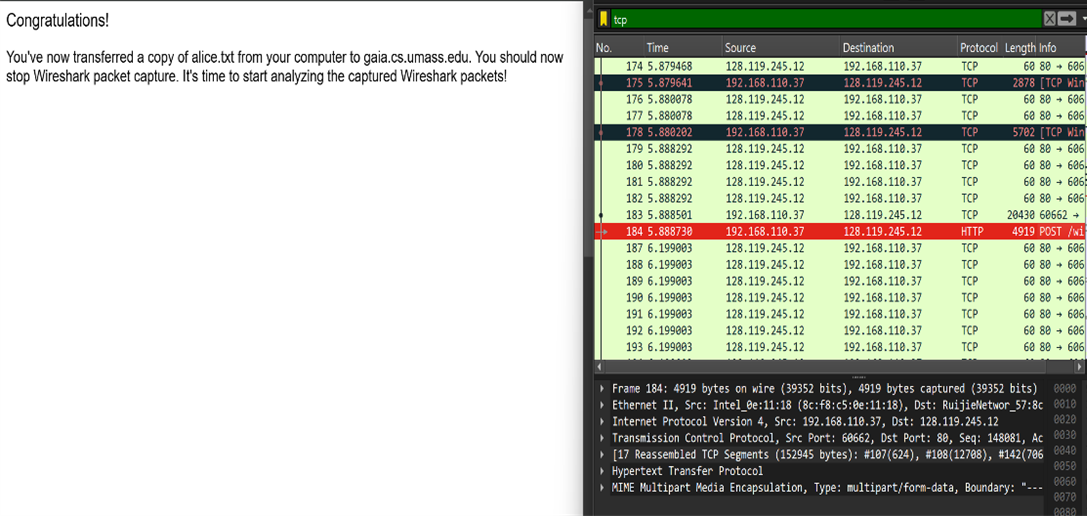 Congratulations!
You've now transferred a copy of alice.txt from your computer to gaia.cs.umass.edu. You should now
stop Wireshark packet capture. It's time to start analyzing the captured Wireshark packets!
tcp
No. Time Source Destination Protocol Length Info
174 5.879468 128.119.245.12 192.168.110.37 TCP 60 80 → 606
175 5.879641 192.168.110.37 128.119.245.12 TCP 2878 [TCP Win
176 5.880078 128.119.245.12 192.168.110.37 TCP 60 80 → 606
177 5.880078 128.119.245.12 192.168.110.37 TCP 60 80 → 606
178 5.880202 192.168.110.37 128.119.245.12 TCP 5702 [TCP Win
179 5.888292 128.119.245.12 192.168.110.37 TCP 60 80 → 606
180 5.888292 128.119.245.12 192.168.110.37 TCP 60 80 → 606
181 5.888292 128.119.245.12 192.168.110.37 TCP 60 80 → 606
182 5.888292 128.119.245.12 192.168.110.37 TCP 60 80 → 606
183 5.888501 192.168.110.37 128.119.245.12 TCP 20430 60662 →
184 5.888730 192.168.110.37 128.119.245.12 HTTP 4919 POST /wi
187 6.199003 128.119.245.12 192.168.110.37 TCP 60 80 → 606
188 6.199003 128.119.245.12 192.168.110.37 TCP 60 80 → 606
189 6.199003 128.119.245.12 192.168.110.37 TCP 60 80 → 606
190 6.199003 128.119.245.12 192.168.110.37 TCP 60 80 → 606
191 6.199003 128.119.245.12 192.168.110.37 TCP 60 80 → 606
192 6.199003 128.119.245.12 192.168.110.37 TCP 60 80 → 606
193 6.199003 128.119.245.12 192.168.110.37 TCP 60 80 → 606
Frame 184: 4919 bytes on wire (39352 bits), 4919 bytes captured (39352 bits) 0000
Ethernet II, Src: Intel_0e:11:18 (8c:f8:c5:0e:11:18), Dst: RuijieNetwor_57:8c 0010
Internet Protocol Version 4, Src: 192.168.110.37, Dst: 128.119.245.12 0020
Transmission Control Protocol, Src Port: 60662, Dst Port: 80, Seq: 148081, Ac 0030
[17 Reassembled TCP Segments (152945 bytes): #107(624), #108(12708), #142(706 0040
Hypertext Transfer Protocol 0050
MIME Multipart Media Encapsulation, Type: multipart/form-data, Boundary: "--- 0060
0070
0080